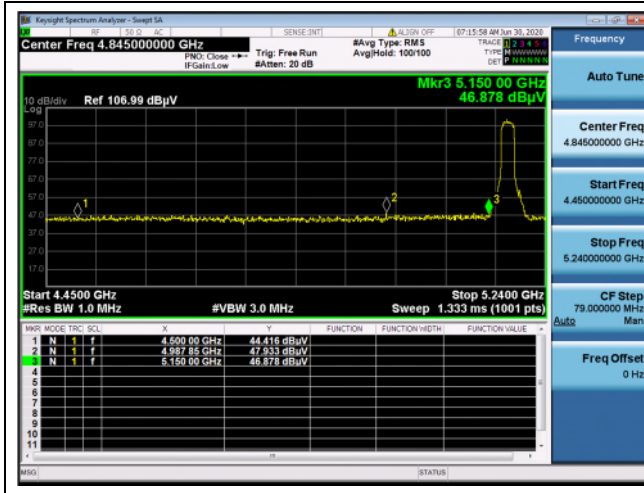 Keysight Spectrum Analyzer - Swept SA
RF 50 Ω AC SENSE:INT ALIGN OFF 07:15:58 AM Jun 30, 2020
Center Freq 4.845000000 GHz #Avg Type: RMS TRACE 1 2 3 4 5 6
PNO: Close Trig: Free Run Avg|Hold: 100/100 TYPE M WWWWW
IFGain:Low #Atten: 20 dB DET P N N N N N
Mkr3 5.150 00 GHz
10 dB/div Ref 106.99 dBµV 46.878 dBµV
Log
97.0
87.0
77.0
67.0
57.0
47.0
37.0
27.0
17.0
1
2
3
Start 4.4500 GHz Stop 5.2400 GHz
#Res BW 1.0 MHz #VBW 3.0 MHz Sweep 1.333 ms (1001 pts)
MKR MODE TRC SCL X Y FUNCTION FUNCTION WIDTH FUNCTION VALUE
1 N 1 f 4.500 00 GHz 44.416 dBµV
2 N 1 f 4.987 85 GHz 47.933 dBµV
3 N 1 f 5.150 00 GHz 46.878 dBµV
4
5
6
7
8
9
10
11
MSG STATUS
Frequency
Auto Tune
Center Freq
4.845000000 GHz
Start Freq
4.450000000 GHz
Stop Freq
5.240000000 GHz
CF Step
79.000000 MHz
Auto Man
Freq Offset
0 Hz